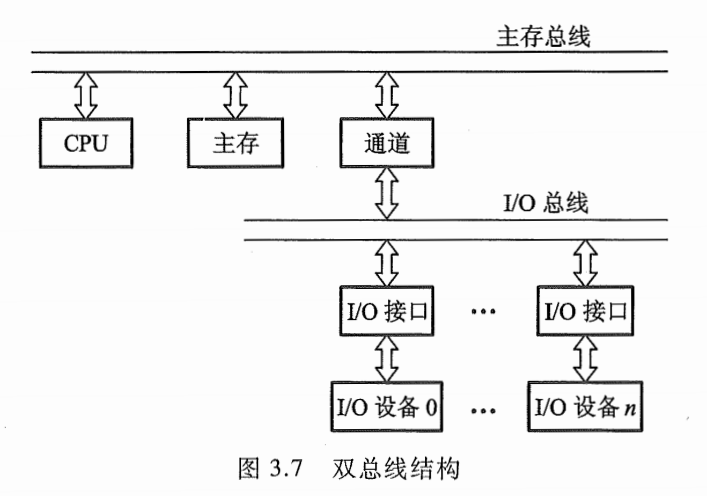 主存总线
CPU 主存 通道
I/O 总线
I/O 接口 … I/O 接口
I/O 设备 0 … I/O 设备 n
图 3.7 双总线结构